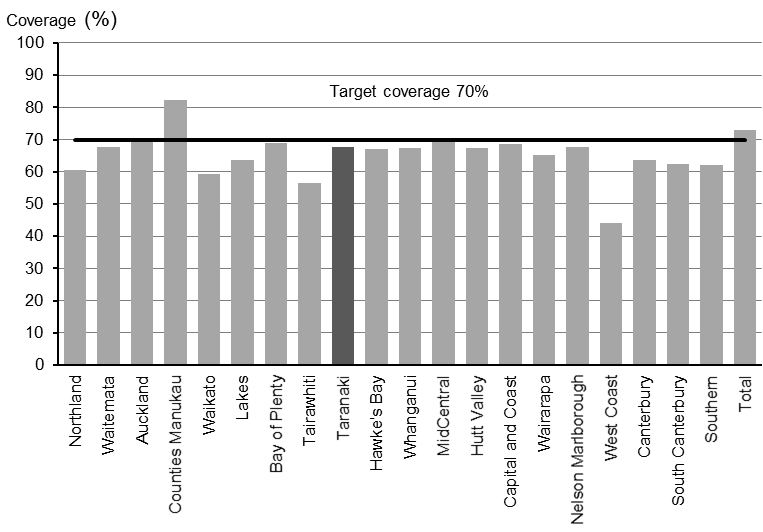 Coverage (%)
100
90
80
70
60
50
40
30
20
10
0
Target coverage 70%
Northland
Waitemata
Auckland
Counties Manukau
Waikato
Lakes
Bay of Plenty
Tairawhiti
Taranaki
Hawke's Bay
Whanganui
MidCentral
Hutt Valley
Capital and Coast
Wairarapa
Nelson Marlborough
West Coast
Canterbury
South Canterbury
Southern
Total